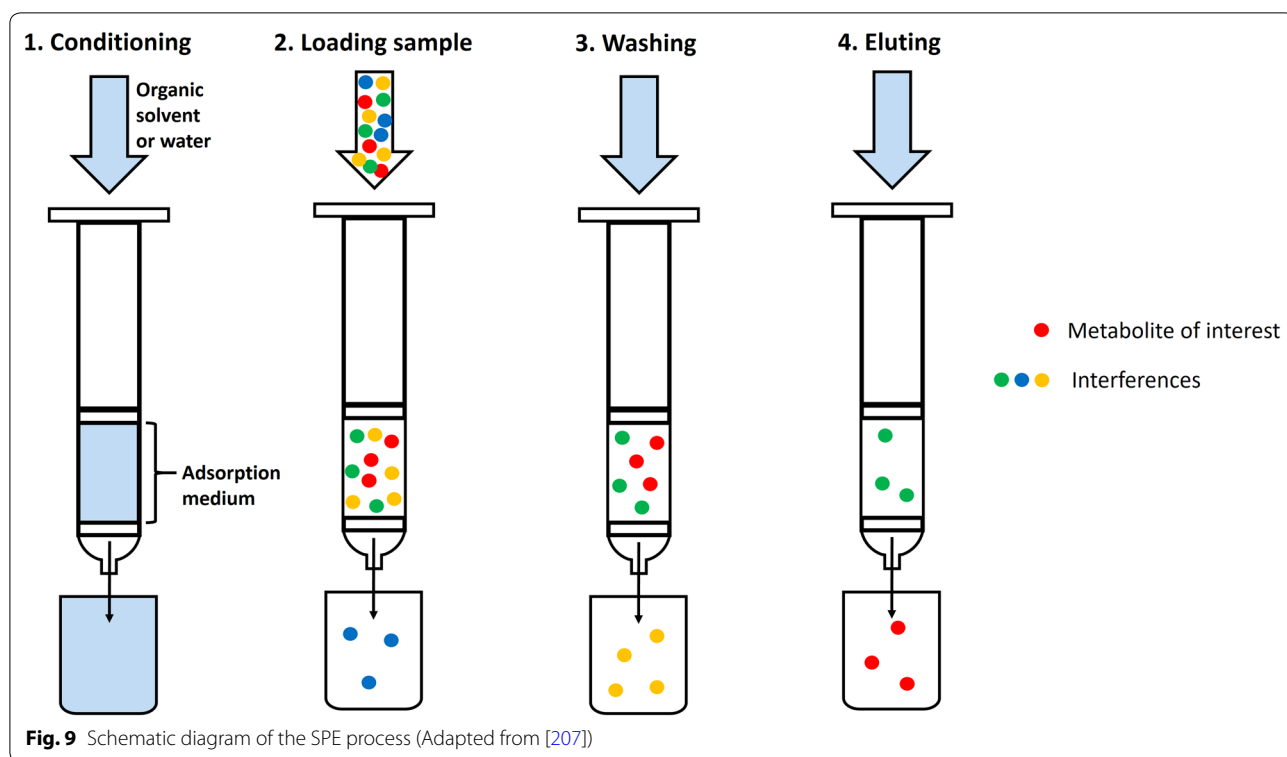 1. Conditioning
2. Loading sample
3. Washing
4. Eluting
Organic
solvent
or water
Metabolite of interest
Interferences
Adsorption
medium
Fig. 9 Schematic diagram of the SPE process (Adapted from [207])